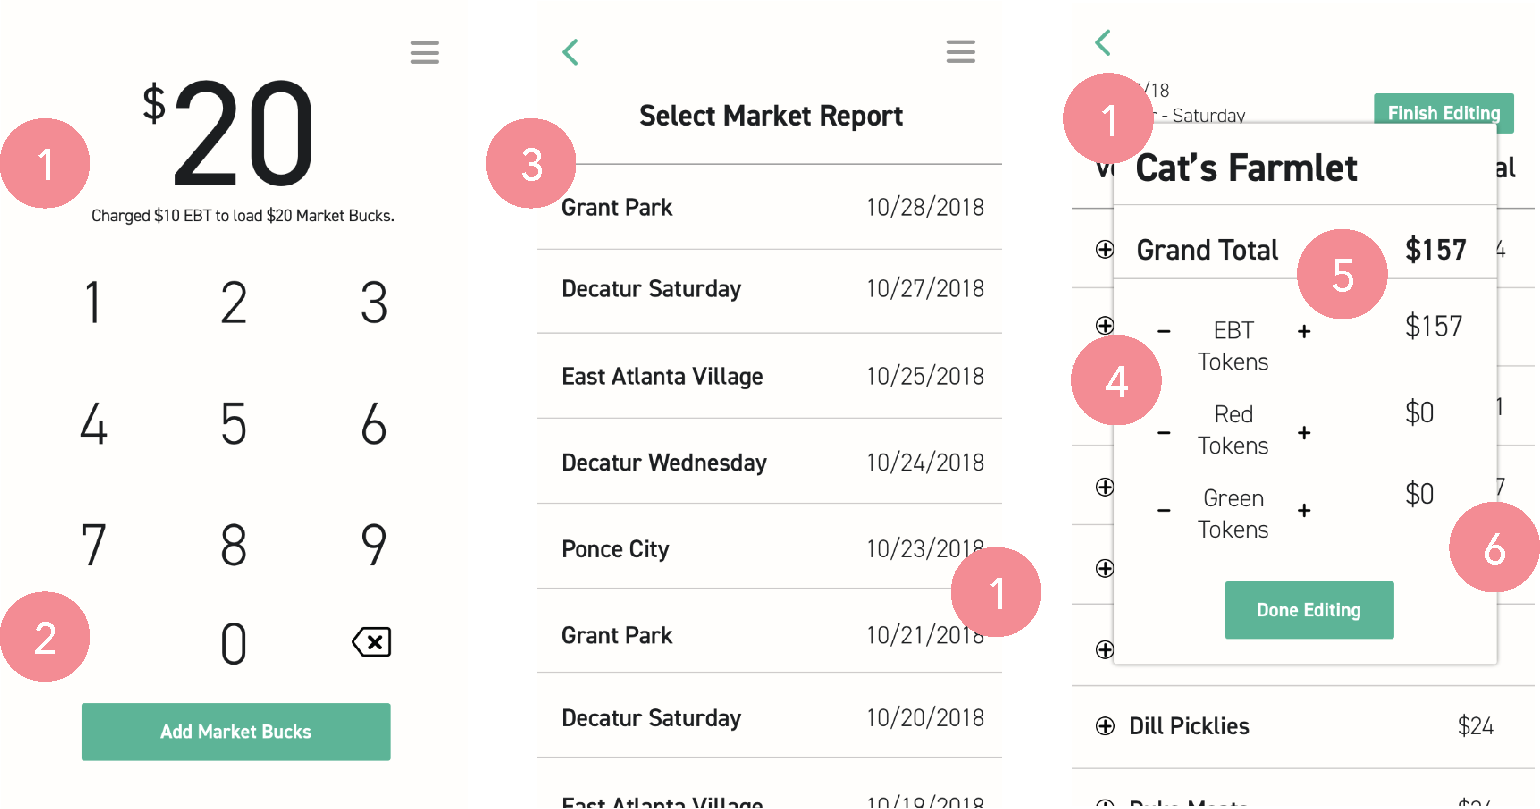 $20
1
Charged $10 EBT to load $20 Market Bucks.
1 2 3
4 5 6
7 8 9
2
0
Add Market Bucks
Select Market Report
3
Grant Park 10/28/2018
Decatur Saturday 10/27/2018
East Atlanta Village 10/25/2018
Decatur Wednesday 10/24/2018
Ponce City 10/23/2018
1
Grant Park 10/21/2018
Decatur Saturday 10/20/2018
East Atlanta Village 10/19/2018
/18
1
- Saturday
Finish Editing
Cat's Farmlet
Grand Total $157
5
EBT
Tokens
$157
4
Red
Tokens
$0
Green
Tokens
$0
6
Done Editing
Dill Picklies $24